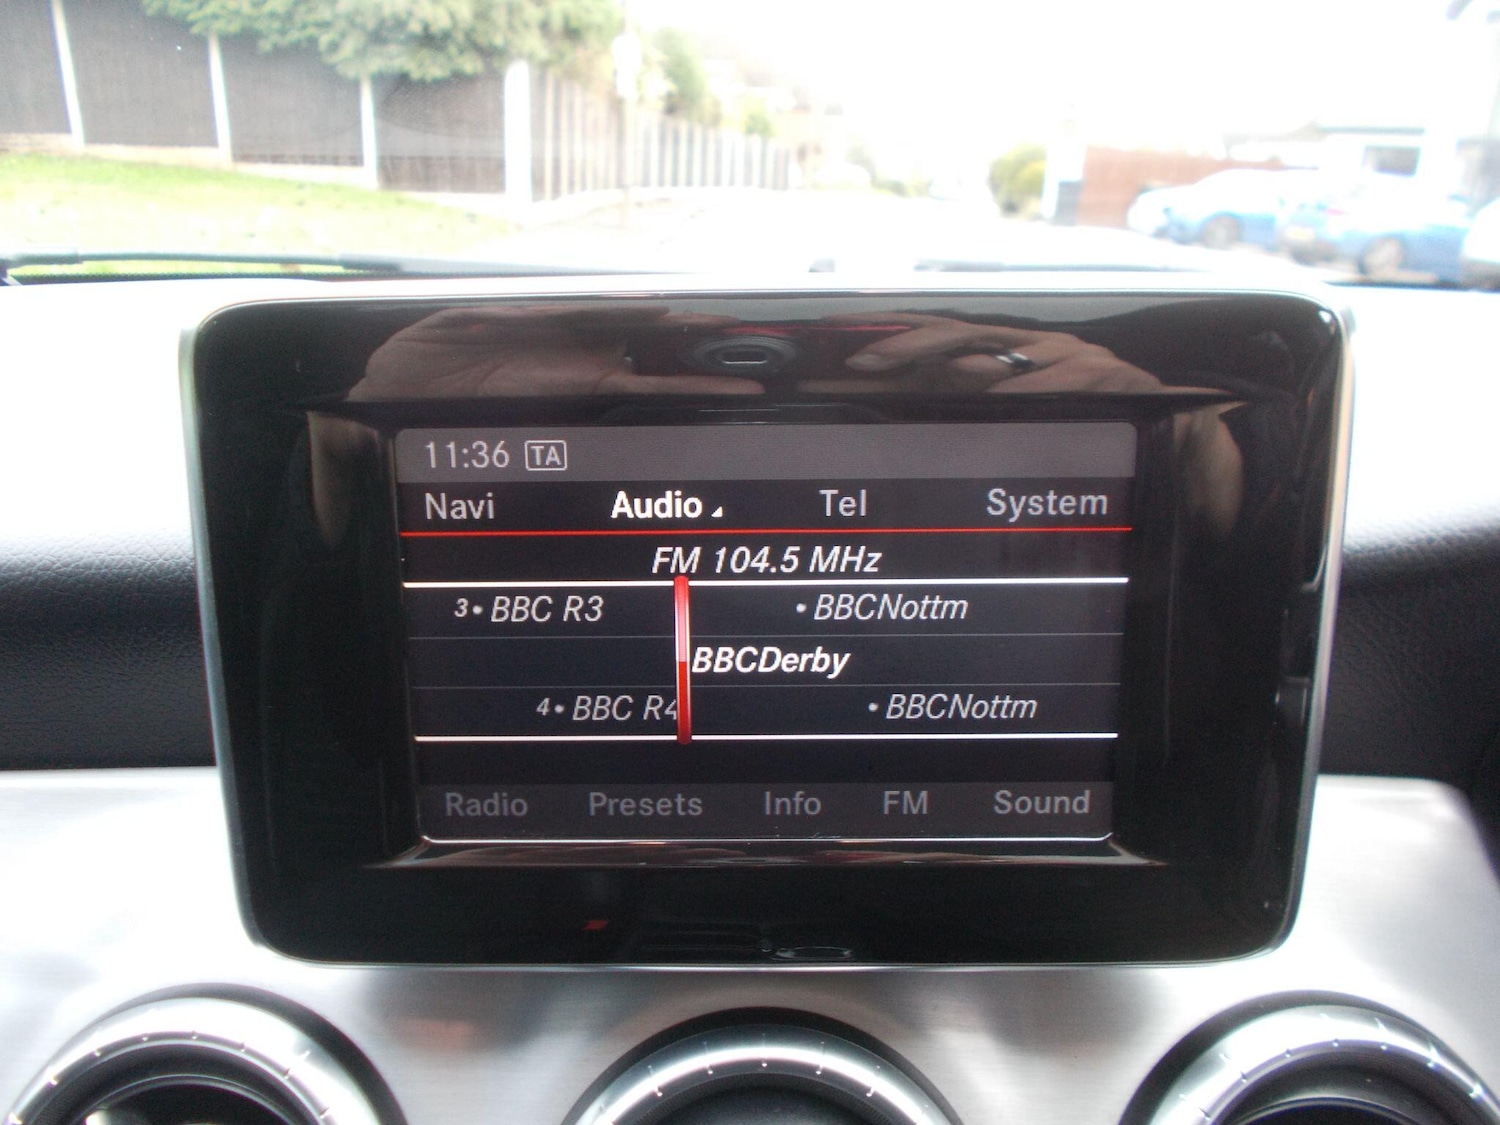 11:36 TA
Navi Audio Tel System
FM 104.5 MHz
3• BBC R3 • BBCNottm
BBCDerby
4• BBC R4 • BBCNottm
Radio Presets Info FM Sound